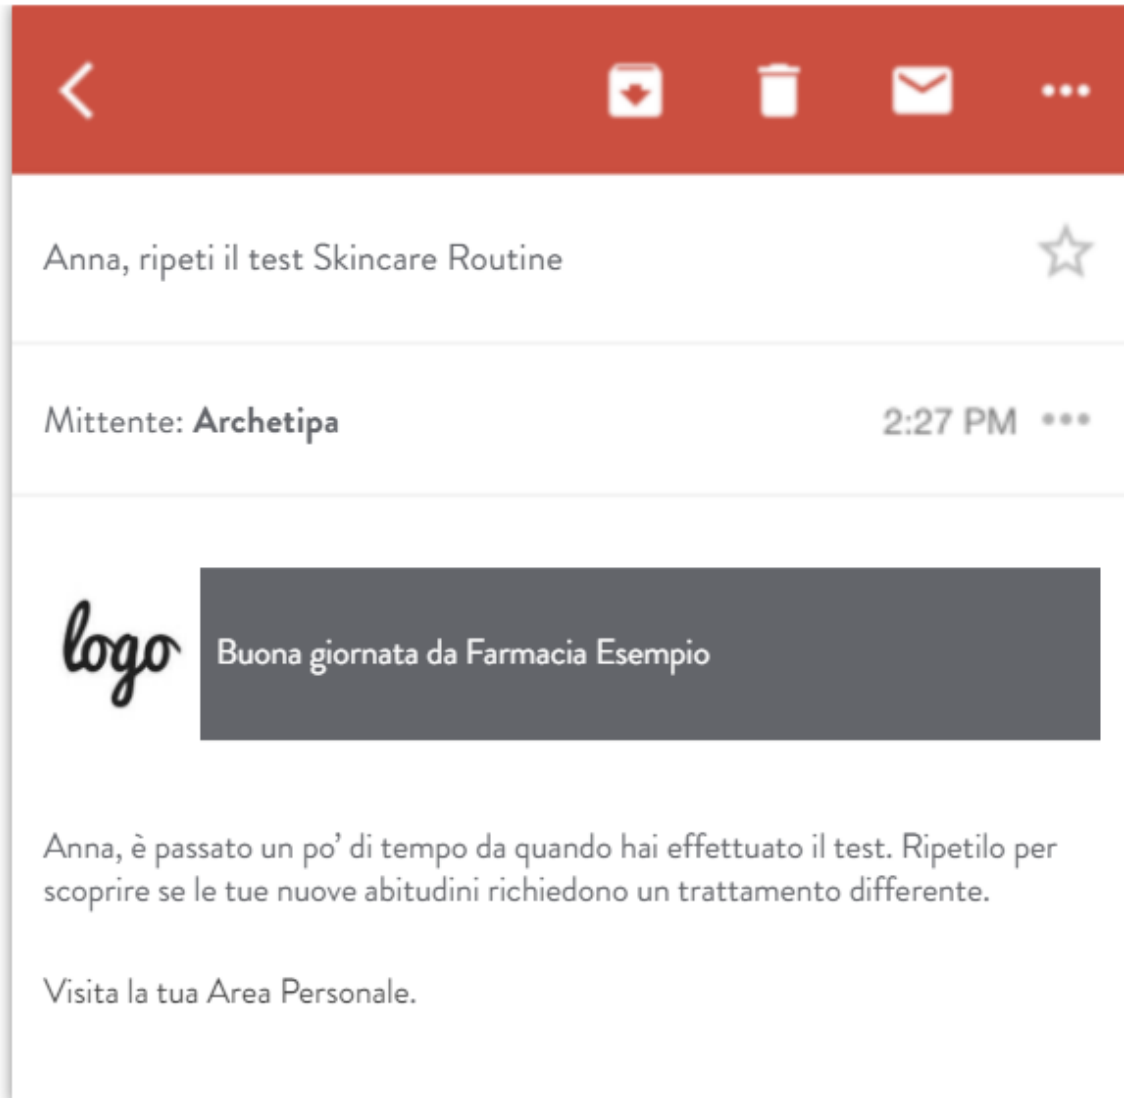 Anna, ripeti il test Skincare Routine
Mittente: Archetipa 2:27 PM
logo
Buona giornata da Farmacia Esempio
Anna, è passato un po’ di tempo da quando hai effettuato il test. Ripetilo per
scoprire se le tue nuove abitudini richiedono un trattamento differente.
Visita la tua Area Personale.